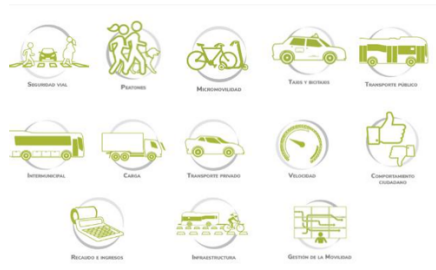 SEGURIDAD VIAL
PEATONES
MICROMOVILIDAD
TAXIS Y BICITAXIS
TRANSPORTE PÚBLICO
INTERMUNICIPAL
CARGA
TRANSPORTE PRIVADO
VELOCIDAD
COMPORTAMIENTO
CIUDADANO
RECAUDO E INGRESOS
INFRAESTRUCTURA
GESTIÓN DE LA MOVILIDAD